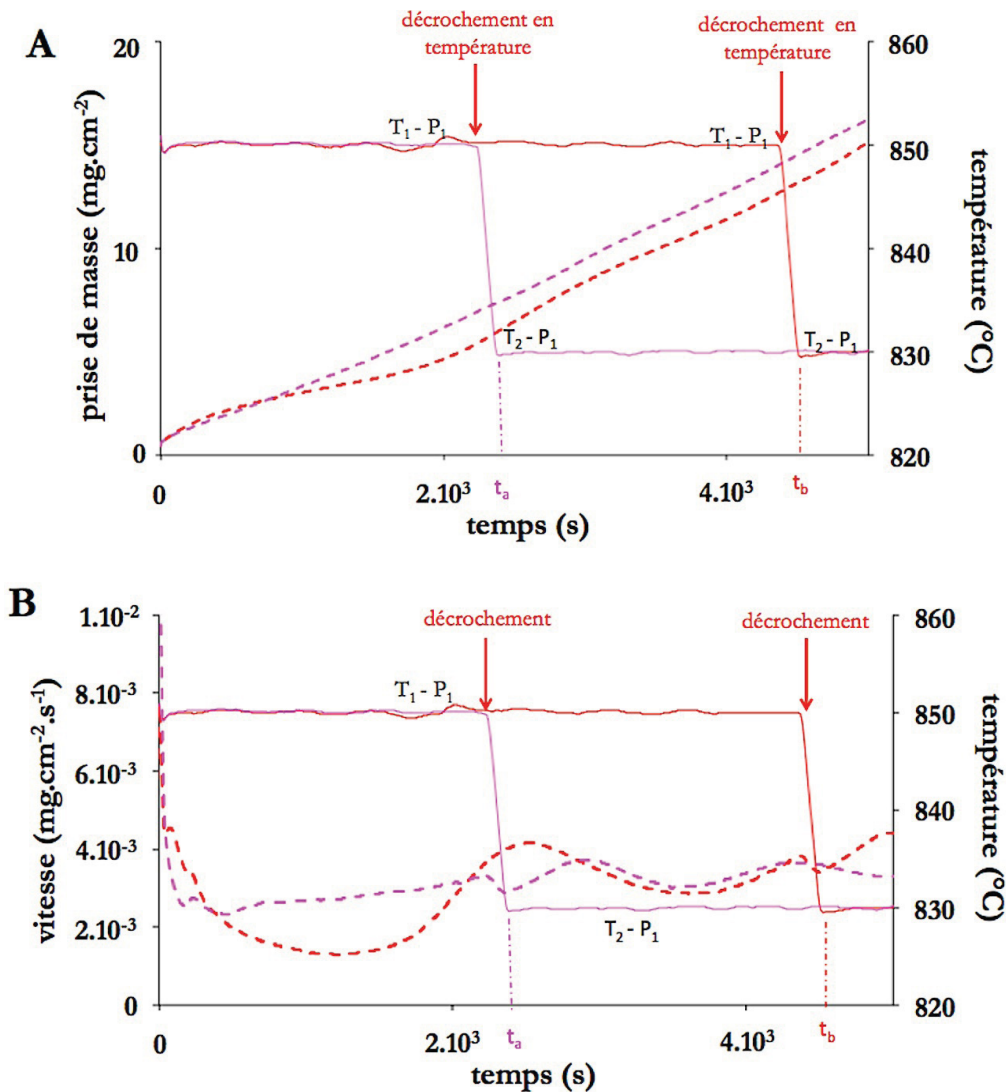 A
décrochement en
température
décrochement en
température
20
10
0
prise de masse (mg.cm-2)
T1 - P1
T1 - P1
T2 - P1
T2 - P1
860
850
840
830
820
température (°C)
0
2.10³
ta
4.10³
tb
temps (s)
B
décrochement
décrochement
1.10-2
8.10-3
6.10-3
4.10-3
2.10-3
0
vitesse (mg.cm-2.s-1)
T1 - P1
T2 - P1
860
850
840
830
820
température (°C)
0
2.10³
ta
4.10³
tb
temps (s)